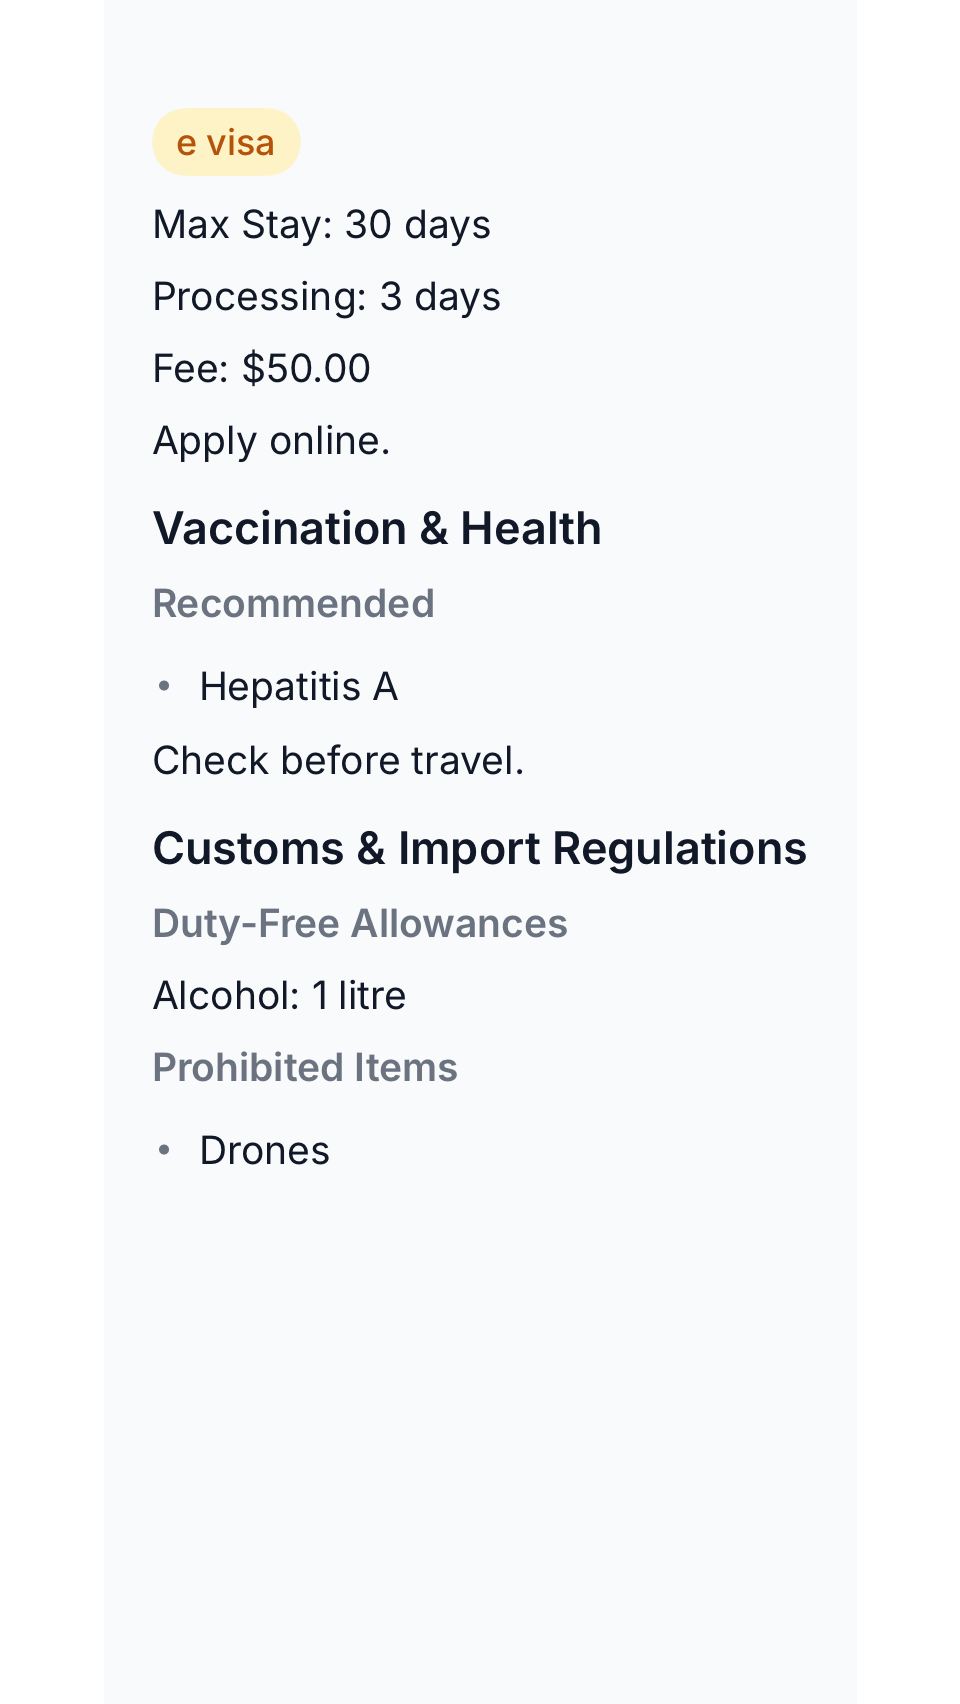 e visa
Max Stay: 30 days
Processing: 3 days
Fee: $50.00
Apply online.
Vaccination & Health
Recommended
• Hepatitis A
Check before travel.
Customs & Import Regulations
Duty-Free Allowances
Alcohol: 1 litre
Prohibited Items
• Drones